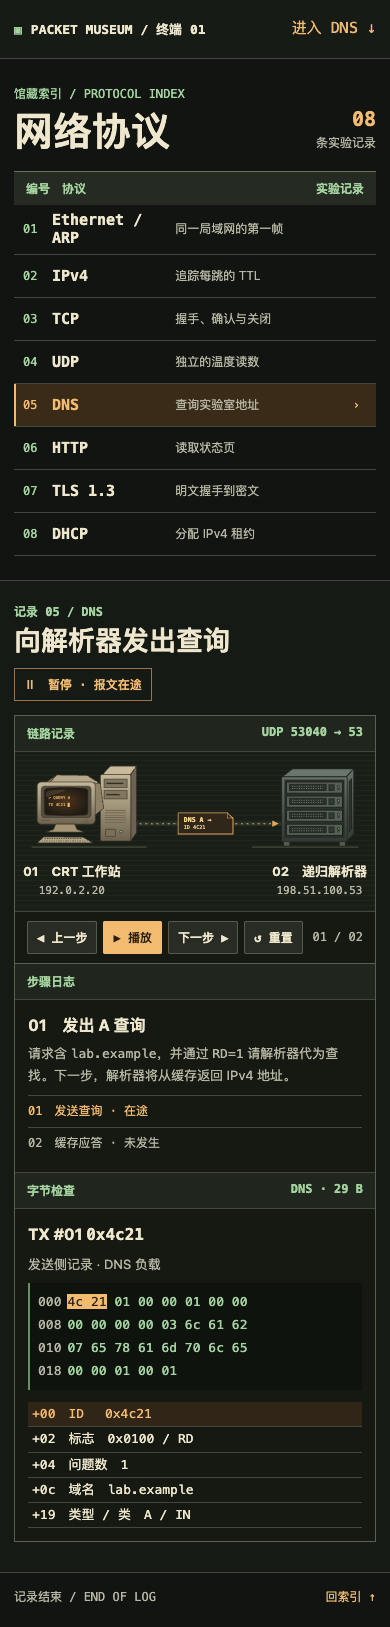 ▣ PACKET MUSEUM / 终端 01
进入 DNS ↓
馆藏索引 / PROTOCOL INDEX
网络协议
08
条实验记录
编号 协议 实验记录
01 Ethernet / ARP 同一局域网的第一帧
02 IPv4 追踪每跳的 TTL
03 TCP 握手、确认与关闭
04 UDP 独立的温度读数
05 DNS 查询实验室地址 ›
06 HTTP 读取状态页
07 TLS 1.3 明文握手到密文
08 DHCP 分配 IPv4 租约
记录 05 / DNS
向解析器发出查询
⏸ 暂停 · 报文在途
链路记录 UDP 53040 → 53
> QUERY A
TX 4C21
DNS A →
ID 4C21
01 CRT 工作站
192.0.2.20
02 递归解析器
198.51.100.53
◀ 上一步 ▶ 播放 下一步 ▶ ↺ 重置 01 / 02
步骤日志
01 发出 A 查询
请求含 lab.example，并通过 RD=1 请解析器代为查
找。下一步，解析器将从缓存返回 IPv4 地址。
01 发送查询 · 在途
02 缓存应答 · 未发生
字节检查 DNS · 29 B
TX #01 0x4c21
发送侧记录 · DNS 负载
000 4c 21 01 00 00 01 00 00
008 00 00 00 00 03 6c 61 62
010 07 65 78 61 6d 70 6c 65
018 00 00 01 00 01
+00 ID 0x4c21
+02 标志 0x0100 / RD
+04 问题数 1
+0c 域名 lab.example
+19 类型 / 类 A / IN
记录结束 / END OF LOG
回索引 ↑